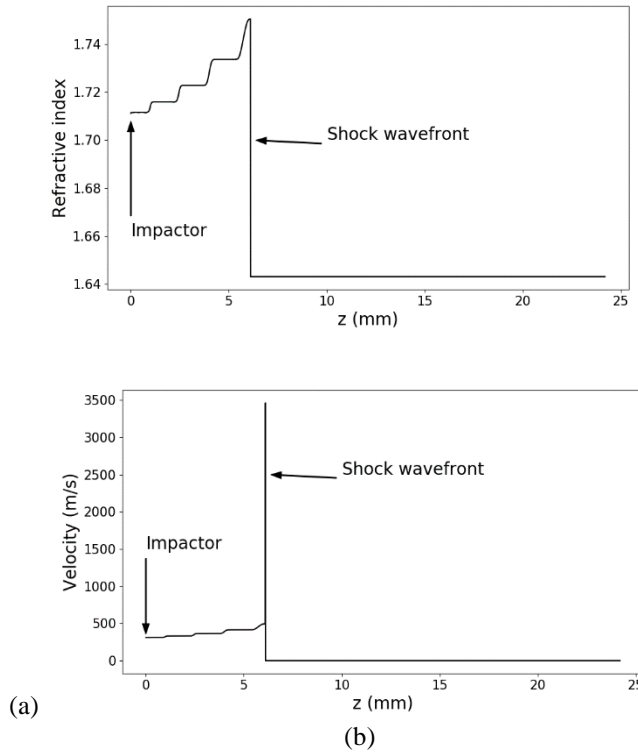 1.74
1.72
1.70
1.68
1.66
1.64
Refractive index
Shock wavefront
Impactor
0 5 10 15 20 25
z (mm)
3500
3000
2500
2000
1500
1000
500
0
Velocity (m/s)
Shock wavefront
Impactor
0 5 10 15 20 25
z (mm)
(a)
(b)